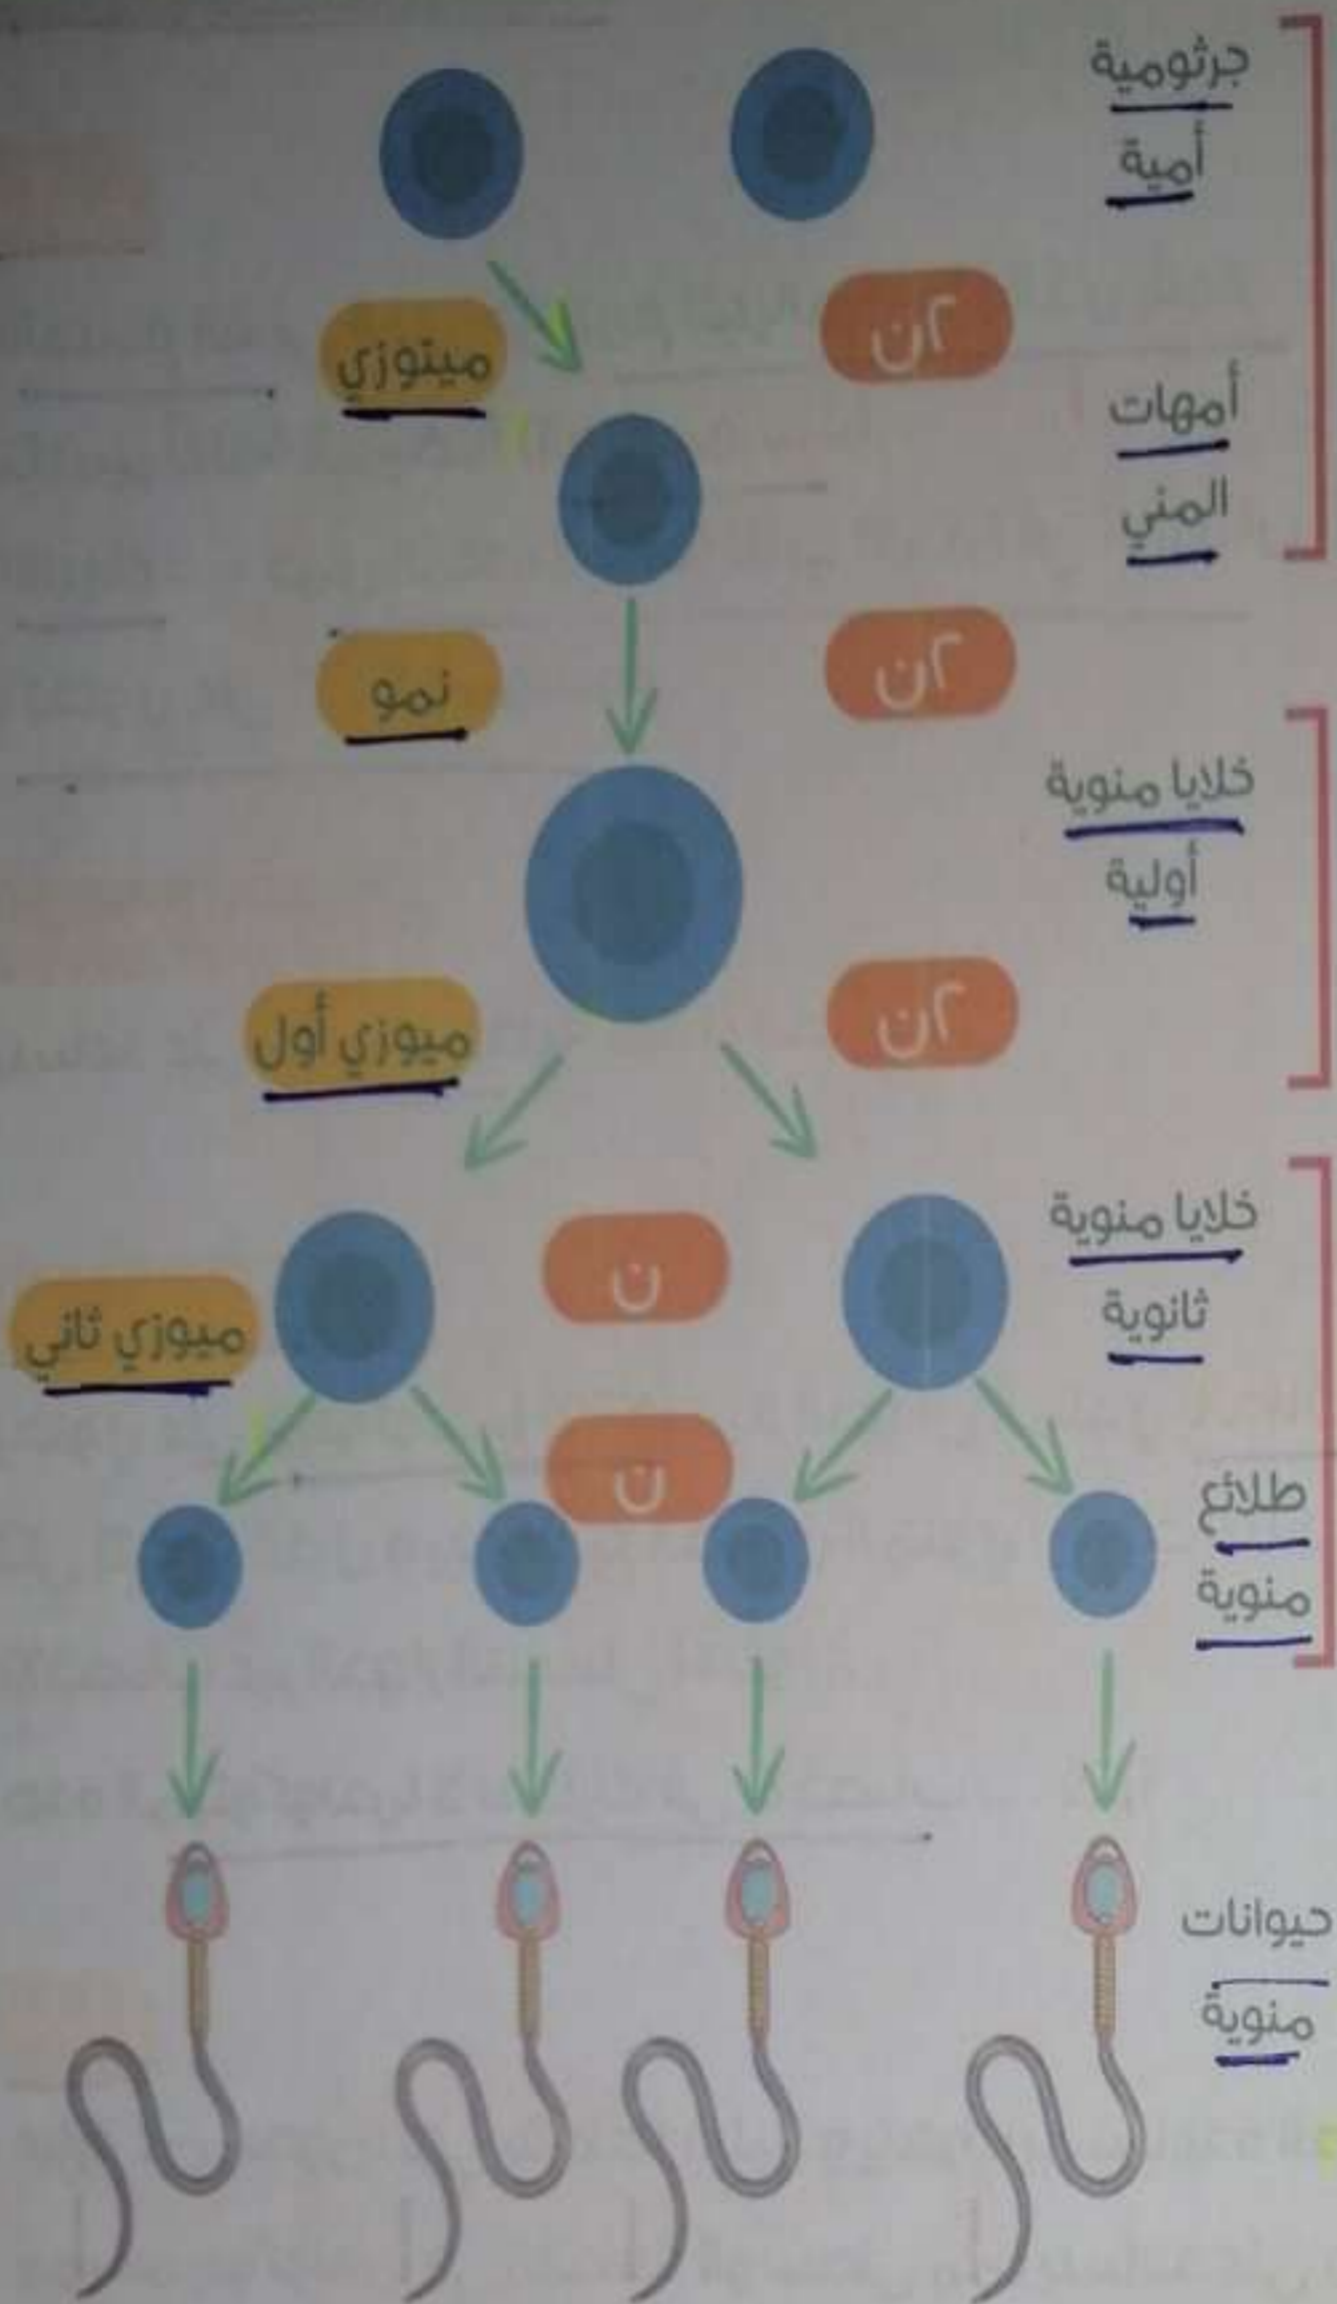 جرثومية
أمية
٢ن
ميتوزي
أمهات
المني
٢ن
نمو
خلايا منوية
أولية
٢ن
ميوزي أول
خلايا منوية
ثانوية
ن
ميوزي ثاني
ن
طلائع
منوية
حيوانات
منوية